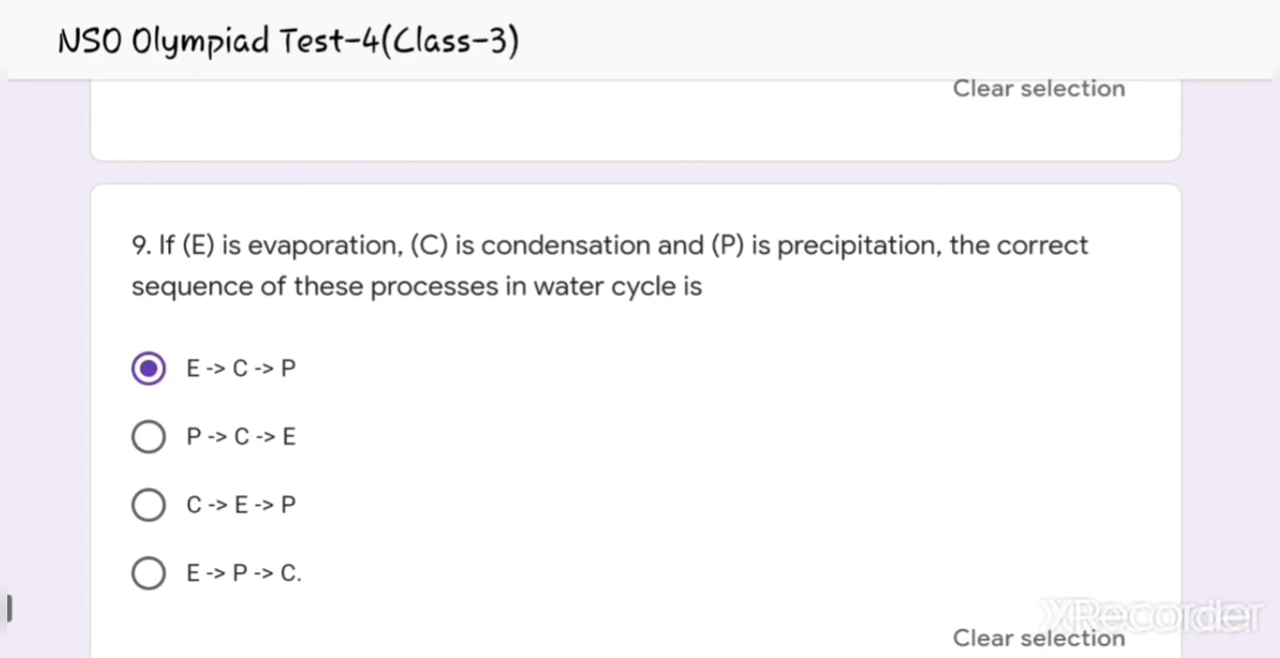 NSO Olympiad Test-4(Class-3)
Clear selection
9. If (E) is evaporation, (C) is condensation and (P) is precipitation, the correct
sequence of these processes in water cycle is
E -> C -> P
P -> C -> E
C -> E -> P
E -> P -> C.
XRecorder
Clear selection